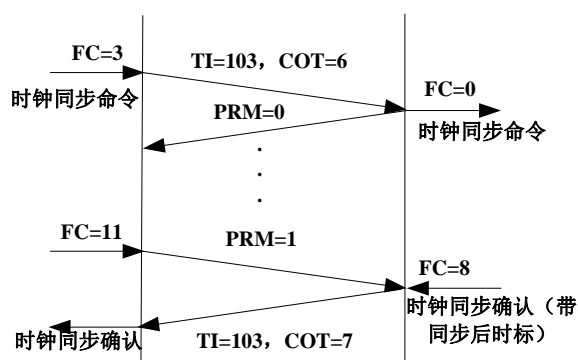 FC=3
TI=103，COT=6
时钟同步命令
FC=0
PRM=0
时钟同步命令
FC=11
PRM=1
FC=8
时钟同步确认（带
同步后时标）
时钟同步确认
TI=103，COT=7